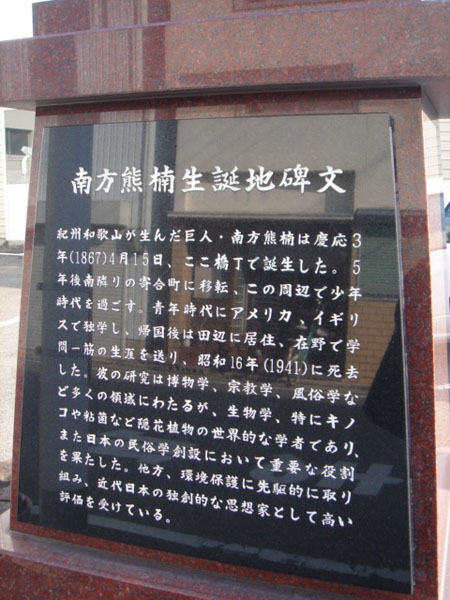 南方熊楠生誕地碑文
紀州和歌山が生んだ巨人・南方熊楠は慶応3
年(1867)4月15日、ここ橋丁で誕生した。5
年後南隣りの寄合町に移転、この周辺で少年
時代を過ごす。青年時代にアメリカ、イギリ
スで独学し、帰国後は田辺に居住、在野で学
問一筋の生涯を送り、昭和16年(1941)に死去
した。彼の研究は博物学、宗教学、風俗学な
ど多くの領域にわたるが、生物学、特にキノ
コや粘菌など隠花植物の世界的な学者であり、
また日本の民俗学創設において重要な役割
を果たした。他方、環境保護に先駆的に取り
組み、近代日本の独創的な思想家として高い
評価を受けている。